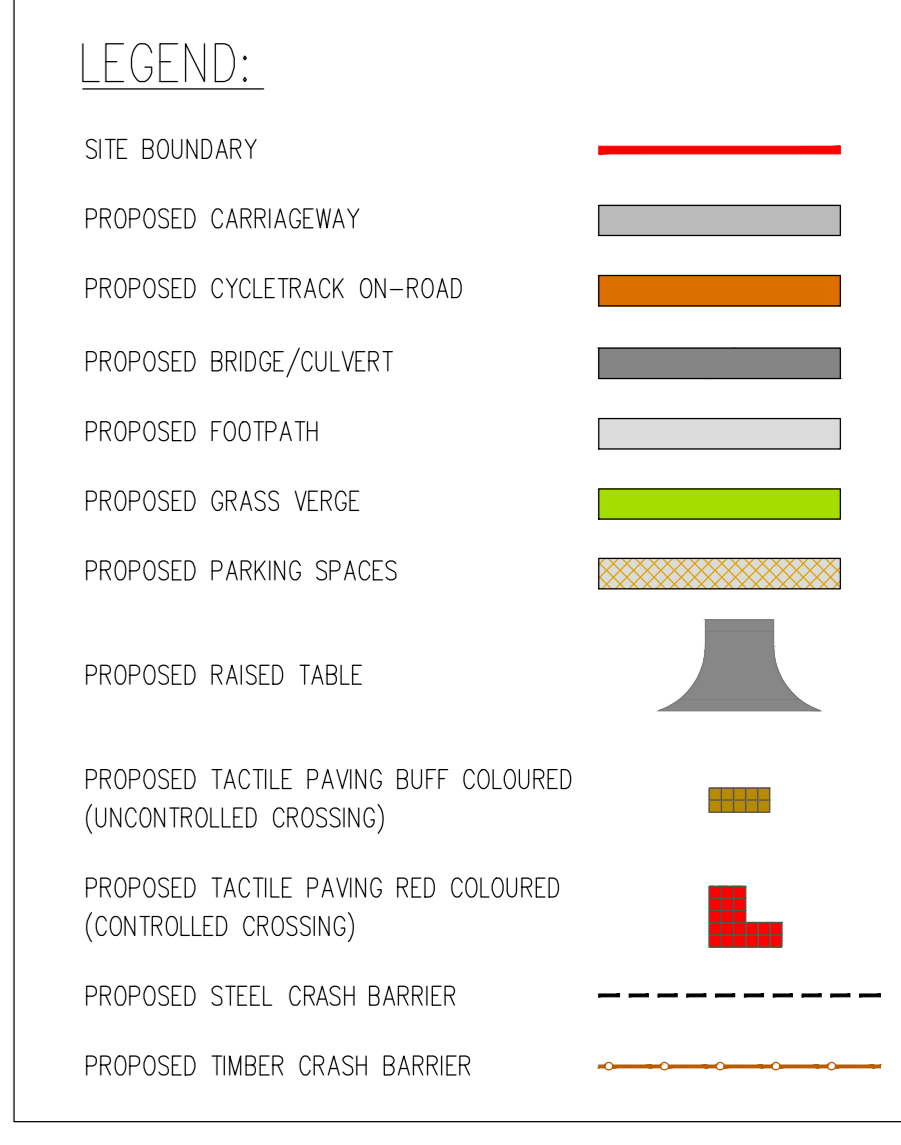 LEGEND:
SITE BOUNDARY
PROPOSED CARRIAGEWAY
PROPOSED CYCLETRACK ON-ROAD
PROPOSED BRIDGE/CULVERT
PROPOSED FOOTPATH
PROPOSED GRASS VERGE
PROPOSED PARKING SPACES
PROPOSED RAISED TABLE
PROPOSED TACTILE PAVING BUFF COLOURED
(UNCONTROLLED CROSSING)
PROPOSED TACTILE PAVING RED COLOURED
(CONTROLLED CROSSING)
PROPOSED STEEL CRASH BARRIER
PROPOSED TIMBER CRASH BARRIER